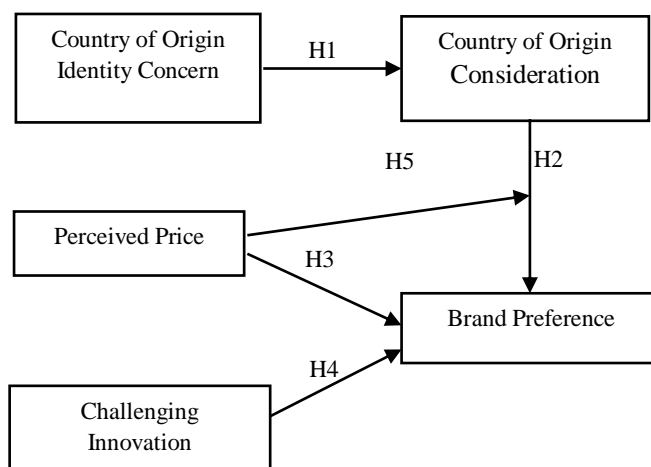 Country of Origin
Identity Concern
H1
Country of Origin
Consideration
H5
H2
Perceived Price
H3
Brand Preference
H4
Challenging
Innovation